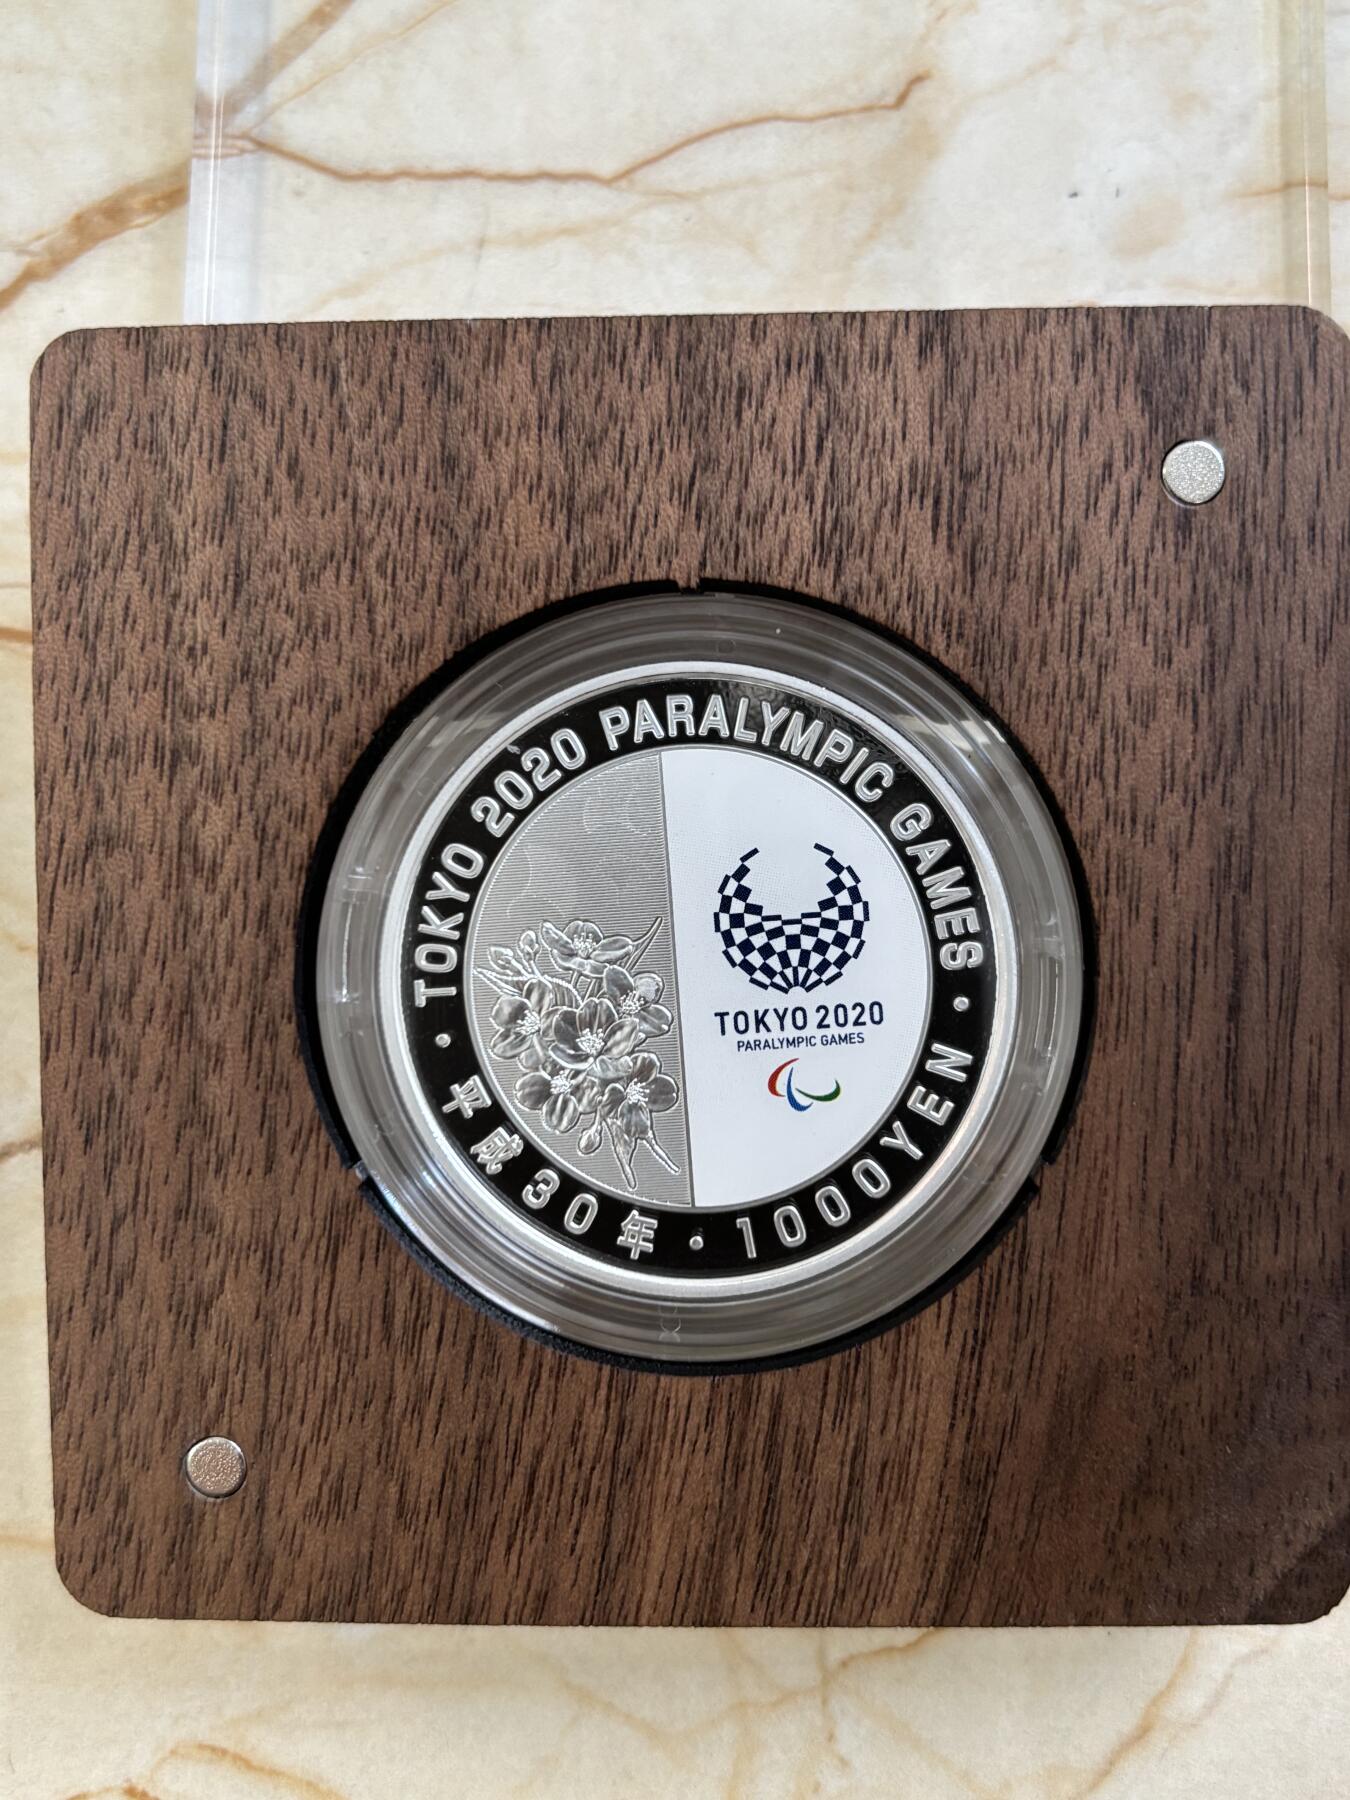 TOKYO 2020 PARALYMPIC GAMES
TOKYO 2020
PARALYMPIC GAMES
・平成30年・1000YEN・